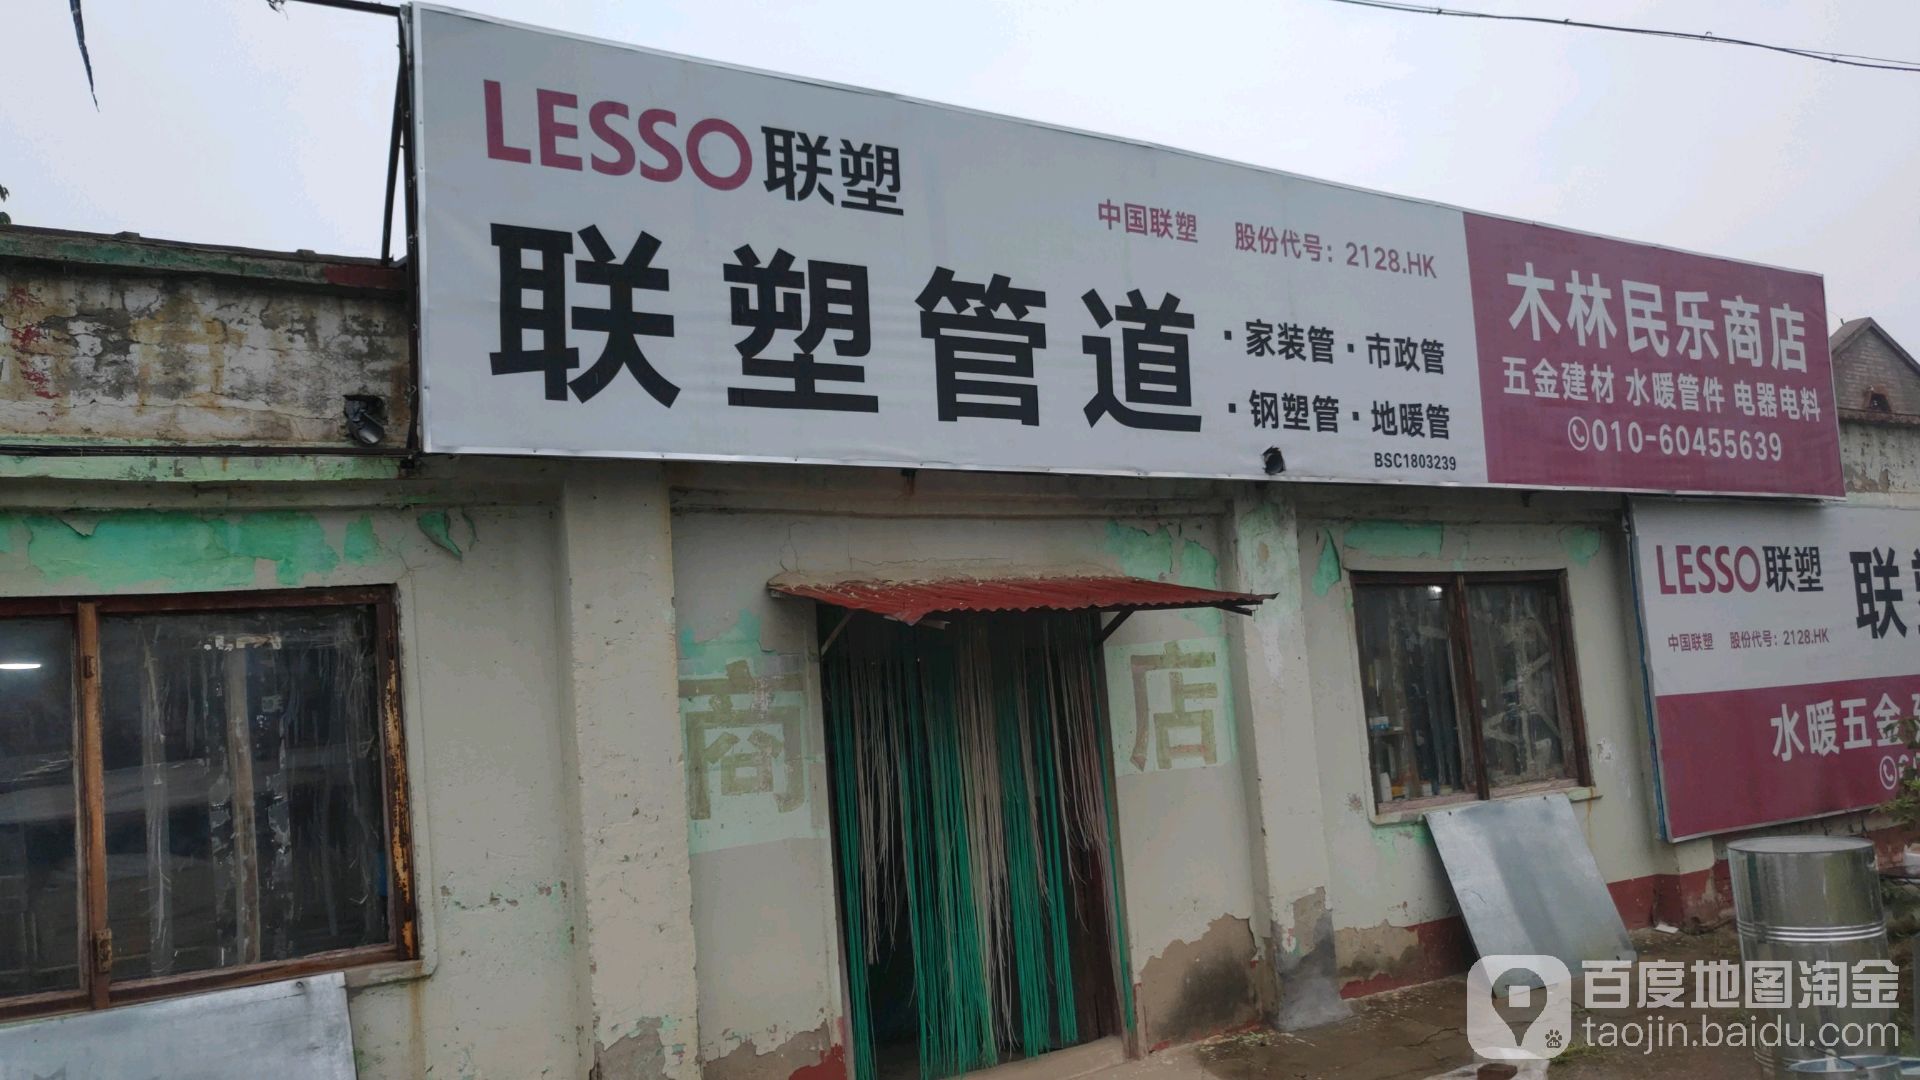 LESSO联塑
中国联塑 股份代号：2128.HK
联塑管道
·家装管·市政管
·钢塑管·地暖管
BSC1803239
木林民乐商店
五金建材 水暖管件 电器电料
010-60455639
商店
LESSO联塑
中国联塑 股份代号：2128.HK
联
水暖五金
百度地图淘金
taojin.baidu.com